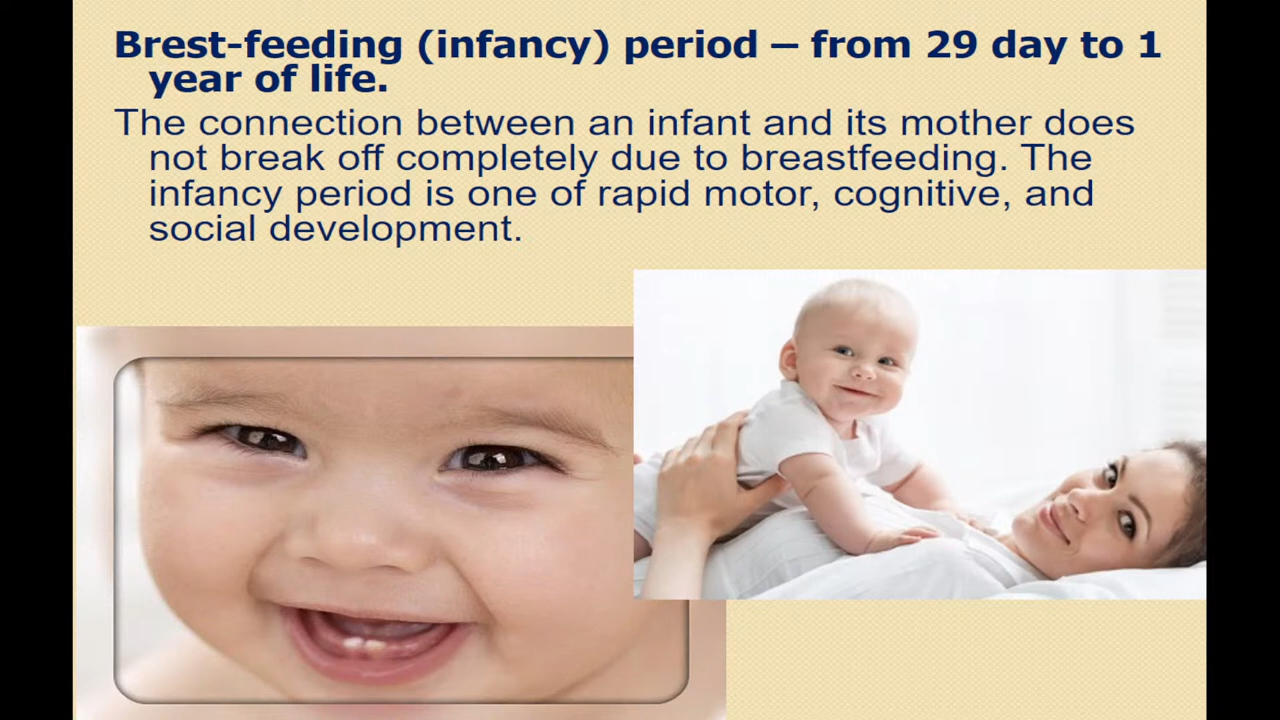 Brest-feeding (infancy) period – from 29 day to 1
year of life.
The connection between an infant and its mother does
not break off completely due to breastfeeding. The
infancy period is one of rapid motor, cognitive, and
social development.